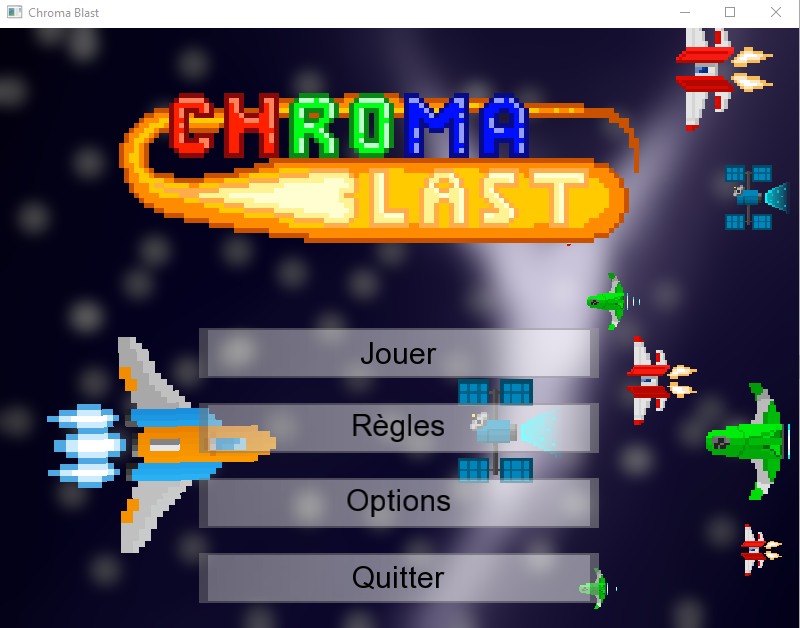 Chroma Blast
CHROMA
BLAST
Jouer
Règles
Options
Quitter